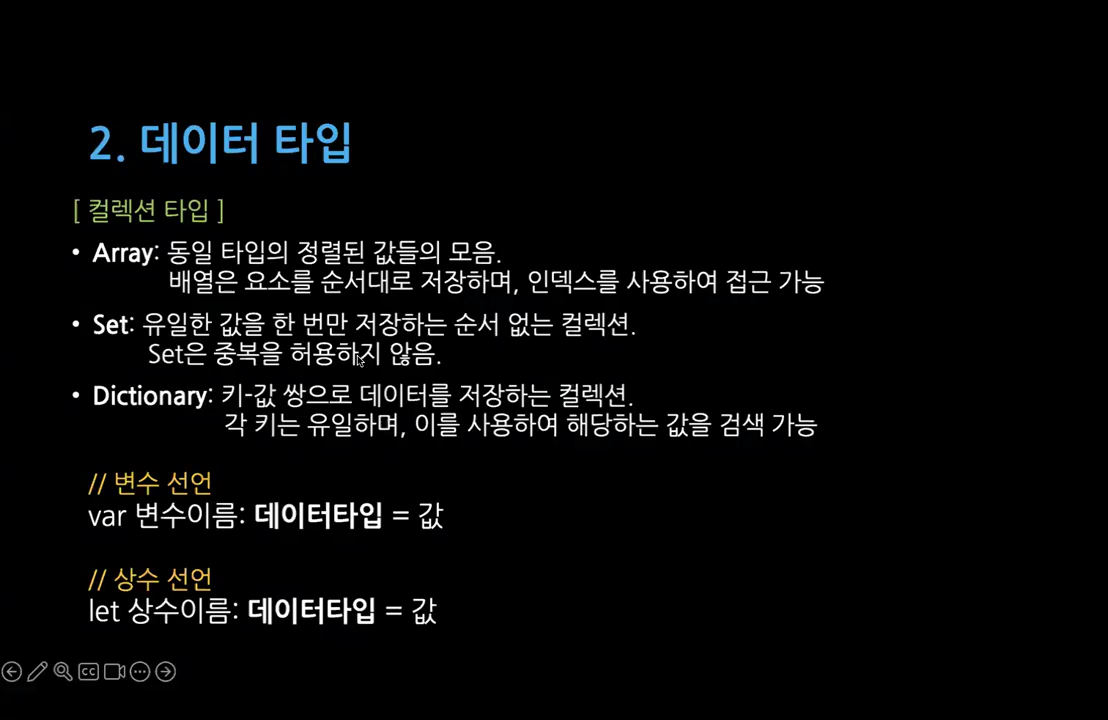 2. 데이터 타입
[ 컬렉션 타입 ]
• Array: 동일 타입의 정렬된 값들의 모음.
배열은 요소를 순서대로 저장하며, 인덱스를 사용하여 접근 가능
• Set: 유일한 값을 한 번만 저장하는 순서 없는 컬렉션.
Set은 중복을 허용하지 않음.
• Dictionary: 키-값 쌍으로 데이터를 저장하는 컬렉션.
각 키는 유일하며, 이를 사용하여 해당하는 값을 검색 가능
// 변수 선언
var 변수이름: 데이터타입 = 값
// 상수 선언
let 상수이름: 데이터타입 = 값
CC